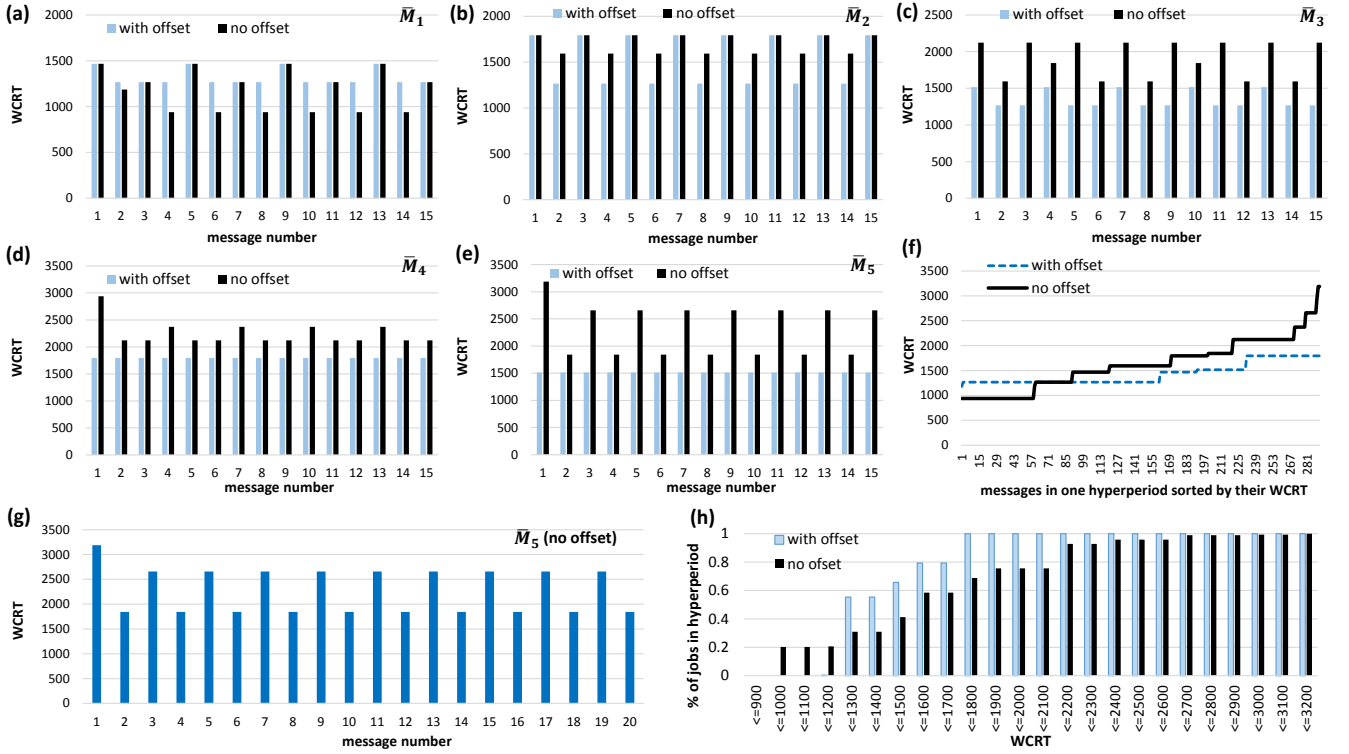 (a)
M̅1
with offset no offset
WCRT
2000
1500
1000
500
0
1 2 3 4 5 6 7 8 9 10 11 12 13 14 15
message number
(b)
M̅2
with offset no offset
WCRT
2000
1500
1000
500
0
1 2 3 4 5 6 7 8 9 10 11 12 13 14 15
message number
(c)
M̅3
with offset no offset
WCRT
2500
2000
1500
1000
500
0
1 2 3 4 5 6 7 8 9 10 11 12 13 14 15
message number
(d)
M̅4
with offset no offset
WCRT
3500
3000
2500
2000
1500
1000
500
0
1 2 3 4 5 6 7 8 9 10 11 12 13 14 15
message number
(e)
M̅5
with offset no offset
WCRT
3500
3000
2500
2000
1500
1000
500
0
1 2 3 4 5 6 7 8 9 10 11 12 13 14 15
message number
(f)
with offset
no offset
WCRT
3500
3000
2500
2000
1500
1000
500
0
1 15 29 43 57 71 85 99 113 127 141 155 169 183 197 211 225 239 253 267 281
messages in one hyperperiod sorted by their WCRT
(g)
M̅5 (no offset)
WCRT
3500
3000
2500
2000
1500
1000
500
0
1 2 3 4 5 6 7 8 9 10 11 12 13 14 15 16 17 18 19 20
message number
(h)
with offset
no ofset
% of jobs in hyperperiod
1
0.8
0.6
0.4
0.2
0
<=900 <=1000 <=1100 <=1200 <=1300 <=1400 <=1500 <=1600 <=1700 <=1800 <=1900 <=2000 <=2100 <=2200 <=2300 <=2400 <=2500 <=2600 <=2700 <=2800 <=2900 <=3000 <=3100 <=3200
WCRT